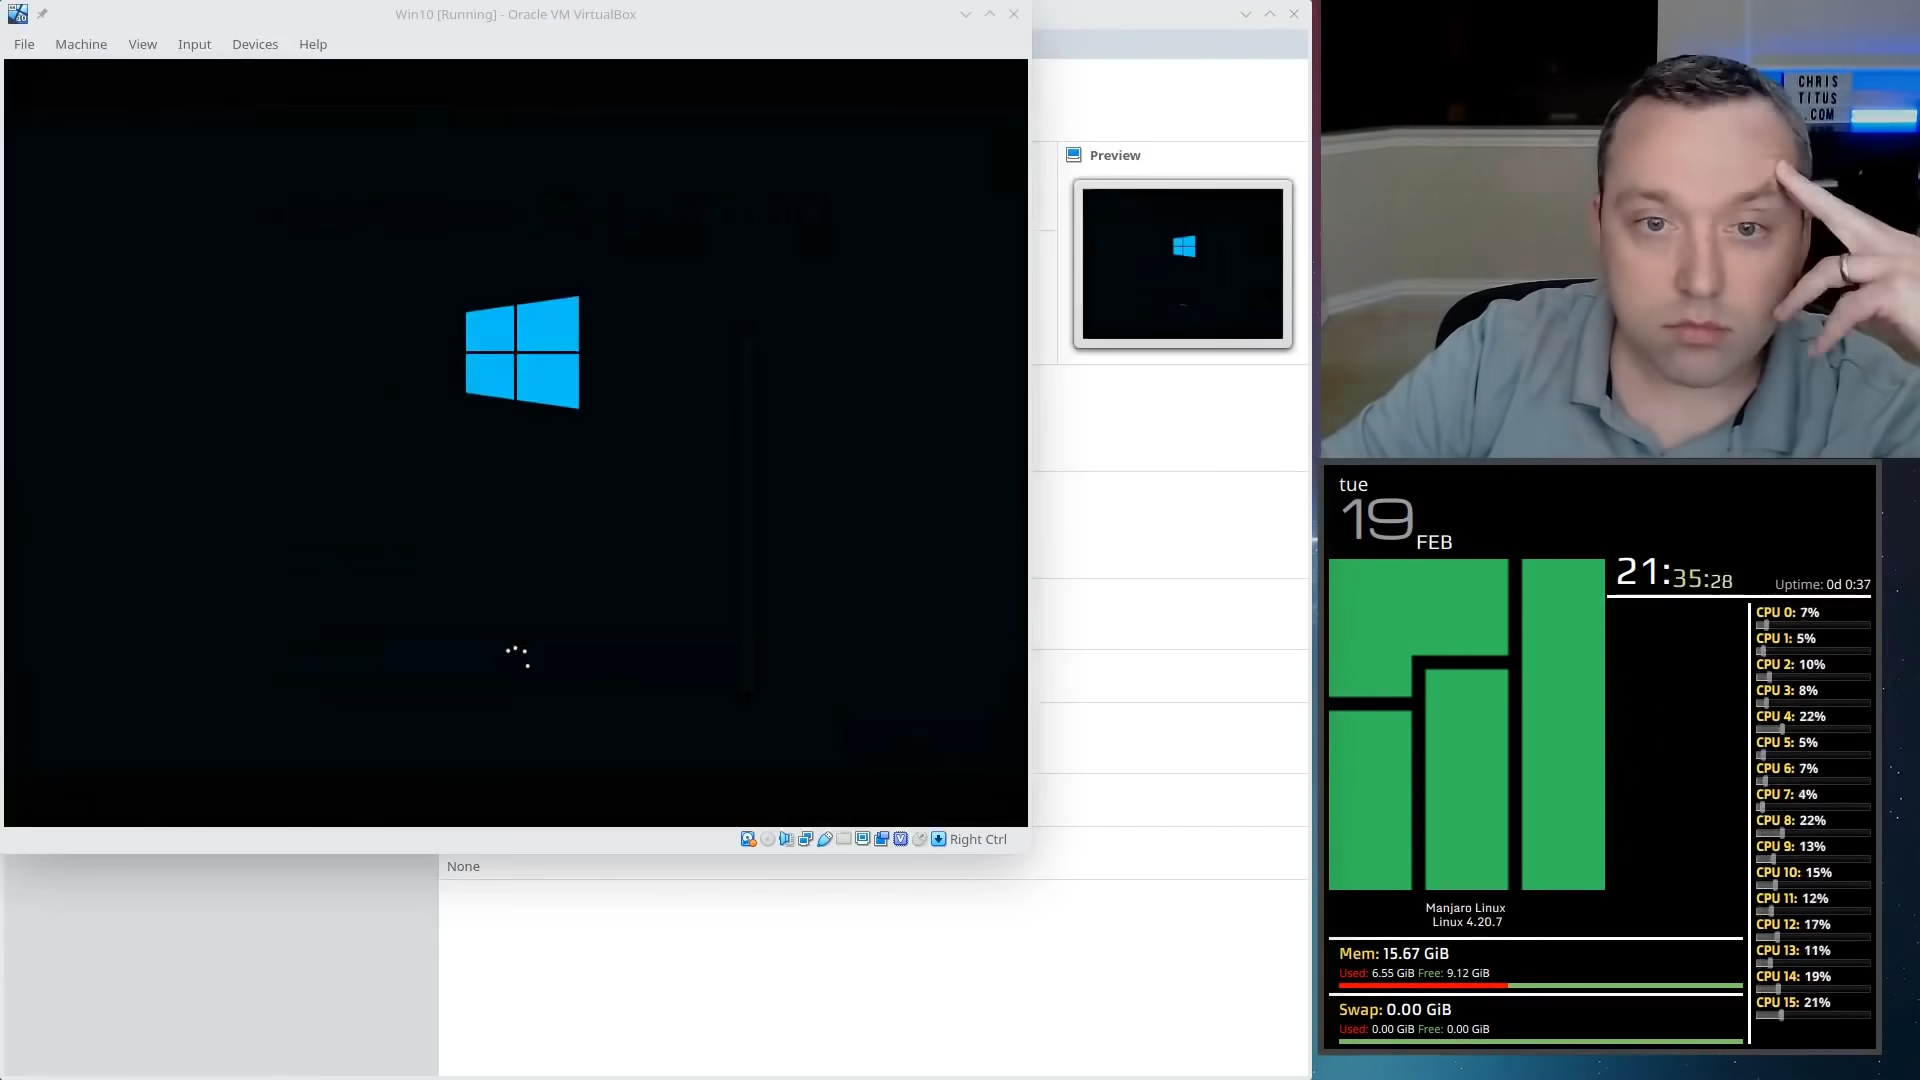 Win10 [Running] - Oracle VM VirtualBox
File Machine View Input Devices Help
Preview
Right Ctrl
None
CHRIS
TITUS
.COM
tue
19
FEB
21:35:28
Uptime: 0d 0:37
CPU 0: 7%
CPU 1: 5%
CPU 2: 10%
CPU 3: 8%
CPU 4: 22%
CPU 5: 5%
CPU 6: 7%
CPU 7: 4%
CPU 8: 22%
CPU 9: 13%
CPU 10: 15%
CPU 11: 12%
CPU 12: 17%
CPU 13: 11%
CPU 14: 19%
CPU 15: 21%
Manjaro Linux
Linux 4.20.7
Mem: 15.67 GiB
Used: 6.55 GiB Free: 9.12 GiB
Swap: 0.00 GiB
Used: 0.00 GiB Free: 0.00 GiB